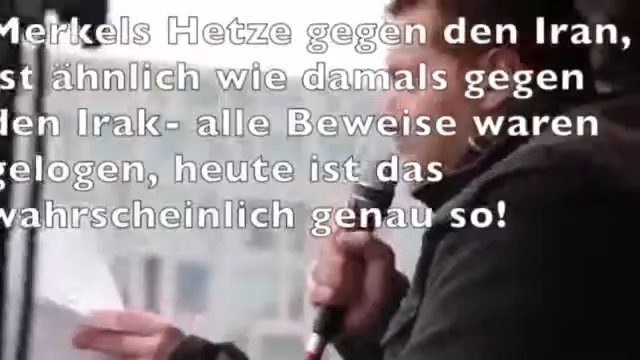 Merkels Hetze gegen den Iran,
ist ähnlich wie damals gegen
den Irak- alle Beweise waren
gelogen, heute ist das
wahrscheinlich genau so!